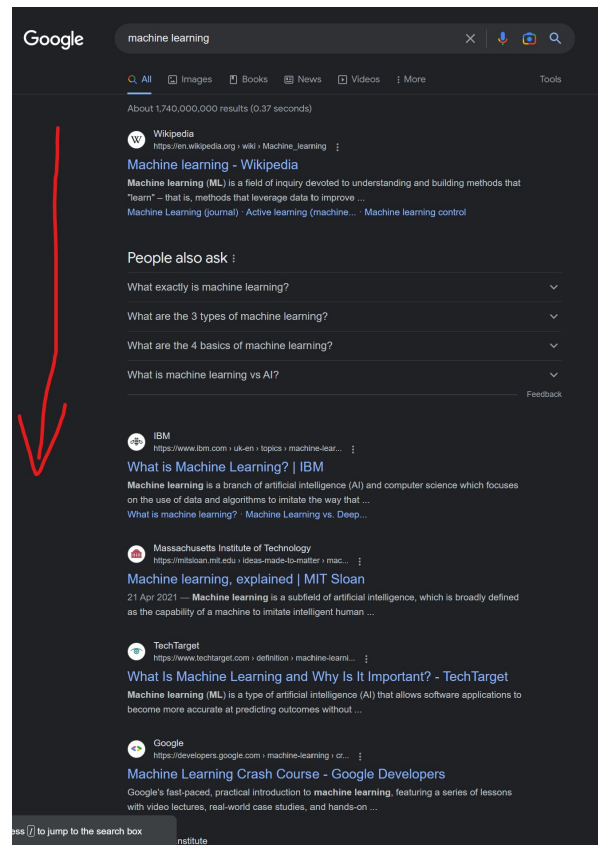 Google
machine learning
All Images Books News Videos More Tools
About 1,740,000,000 results (0.37 seconds)
W
Wikipedia
https://en.wikipedia.org › wiki › Machine_learning
Machine learning - Wikipedia
Machine learning (ML) is a field of inquiry devoted to understanding and building methods that
"learn" – that is, methods that leverage data to improve ...
Machine Learning (journal) · Active learning (machine... · Machine learning control
People also ask
What exactly is machine learning?
What are the 3 types of machine learning?
What are the 4 basics of machine learning?
What is machine learning vs AI?
Feedback
IBM
https://www.ibm.com › uk-en › topics › machine-lear...
What is Machine Learning? | IBM
Machine learning is a branch of artificial intelligence (AI) and computer science which focuses
on the use of data and algorithms to imitate the way that ...
What is machine learning? · Machine Learning vs. Deep...
Massachusetts Institute of Technology
https://mitsloan.mit.edu › ideas-made-to-matter › mac...
Machine learning, explained | MIT Sloan
21 Apr 2021 — Machine learning is a subfield of artificial intelligence, which is broadly defined
as the capability of a machine to imitate intelligent human ...
TechTarget
https://www.techtarget.com › definition › machine-learni...
What Is Machine Learning and Why Is It Important? - TechTarget
Machine learning (ML) is a type of artificial intelligence (AI) that allows software applications to
become more accurate at predicting outcomes without ...
Google
https://developers.google.com › machine-learning › cr...
Machine Learning Crash Course - Google Developers
Google's fast-paced, practical introduction to machine learning, featuring a series of lessons
with video lectures, real-world case studies, and hands-on ...
ess / to jump to the search box
nstitute